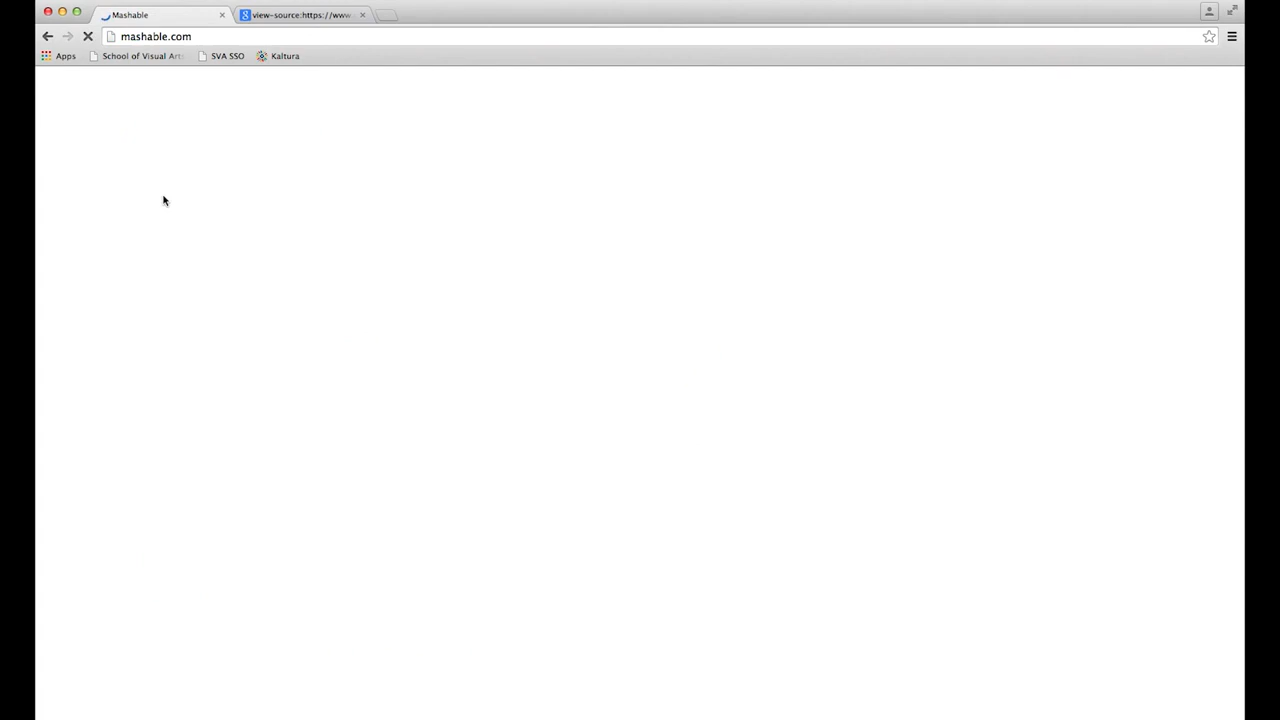 Mashable
view-source:https://www.
mashable.com
Apps
School of Visual Art
SVA SSO
Kaltura